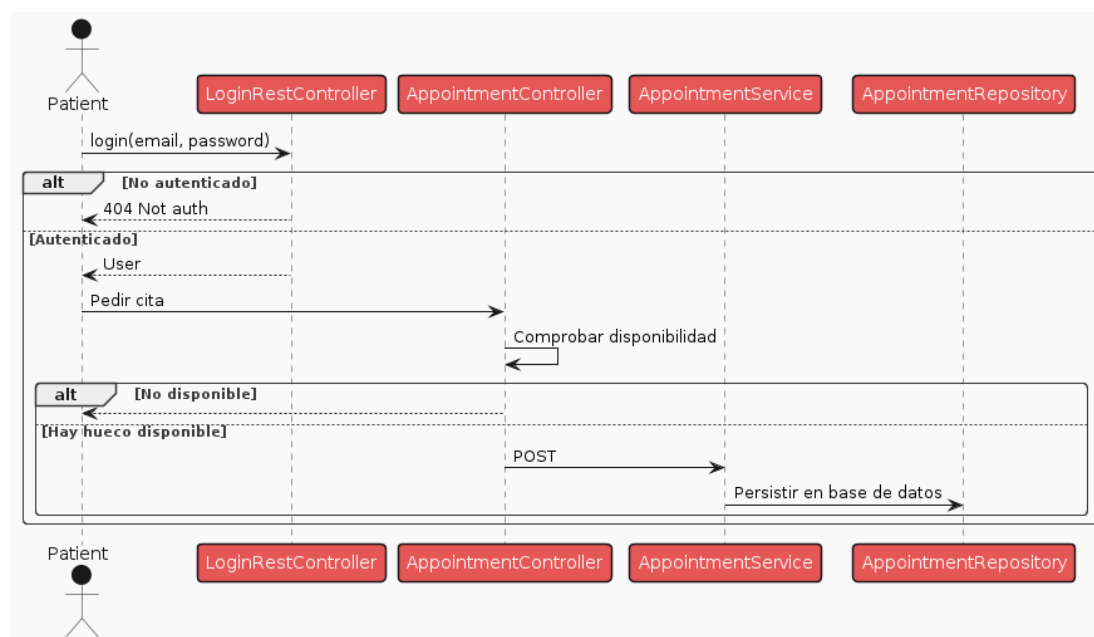 Patient
LoginRestController
AppointmentController
AppointmentService
AppointmentRepository
login(email, password)
alt
[No autenticado]
404 Not auth
[Autenticado]
User
Pedir cita
Comprobar disponibilidad
alt
[No disponible]
[Hay hueco disponible]
POST
Persistir en base de datos
Patient
LoginRestController
AppointmentController
AppointmentService
AppointmentRepository